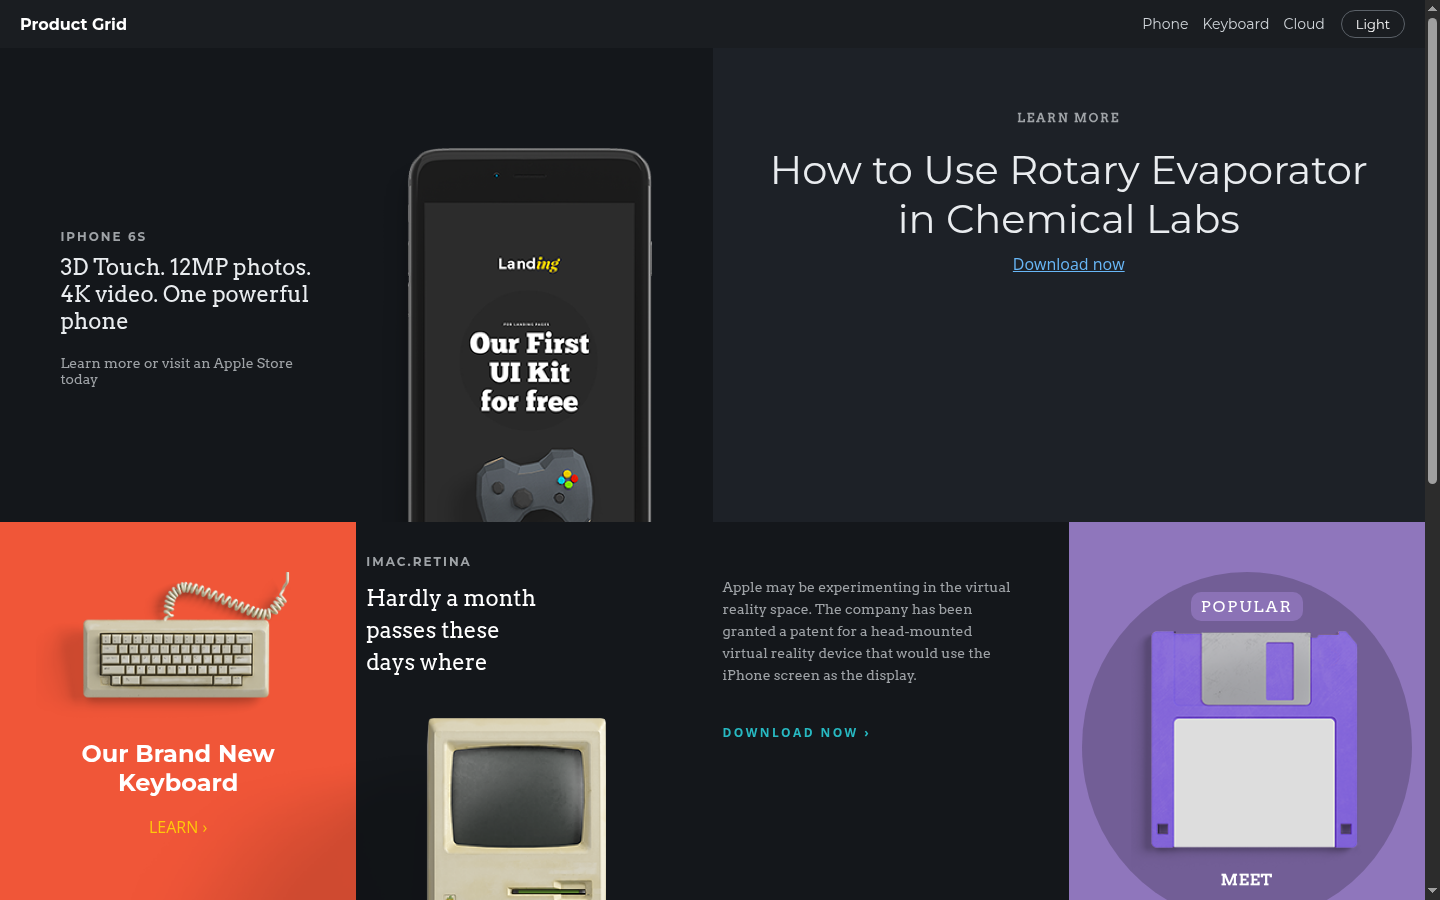 Product Grid
Phone
Keyboard
Cloud
Light
IPHONE 6S
3D Touch. 12MP photos.
4K video. One powerful
phone
Learn more or visit an Apple Store
today
Landing
FOR LANDING PAGES
Our First
UI Kit
for free
LEARN MORE
How to Use Rotary Evaporator
in Chemical Labs
Download now
Our Brand New
Keyboard
LEARN ›
IMAC.RETINA
Hardly a month
passes these
days where
Apple may be experimenting in the virtual
reality space. The company has been
granted a patent for a head-mounted
virtual reality device that would use the
iPhone screen as the display.
DOWNLOAD NOW ›
POPULAR
MEET